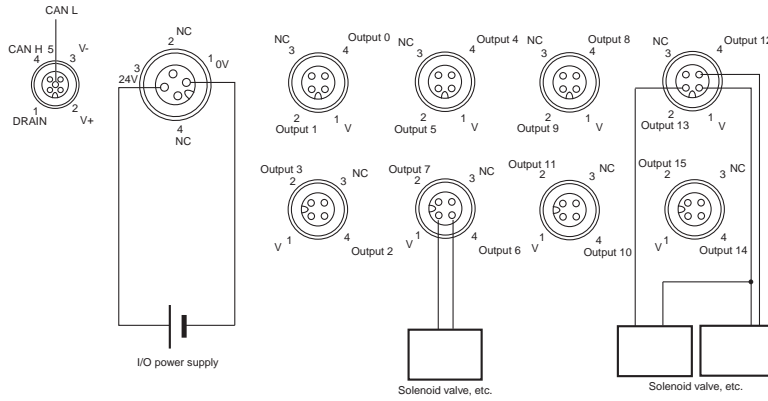 CAN L
CAN H 5 V-
4 3
1 2
DRAIN V+
NC
2
3 1 0V
24V
4
NC
I/O power supply
NC Output 0
3 4
2 1 V
Output 1
NC Output 4
3 4
2 1 V
Output 5
NC Output 8
3 4
2 1 V
Output 9
NC Output 12
3 4
2 1 V
Output 13
Output 3
2 3 NC
V 1 4
Output 2
Output 7
2 3 NC
V 1 4
Output 6
Output 11
2 3 NC
V 1 4
Output 10
Output 15
2 3 NC
V 1 4
Output 14
Solenoid valve, etc.
Solenoid valve, etc.